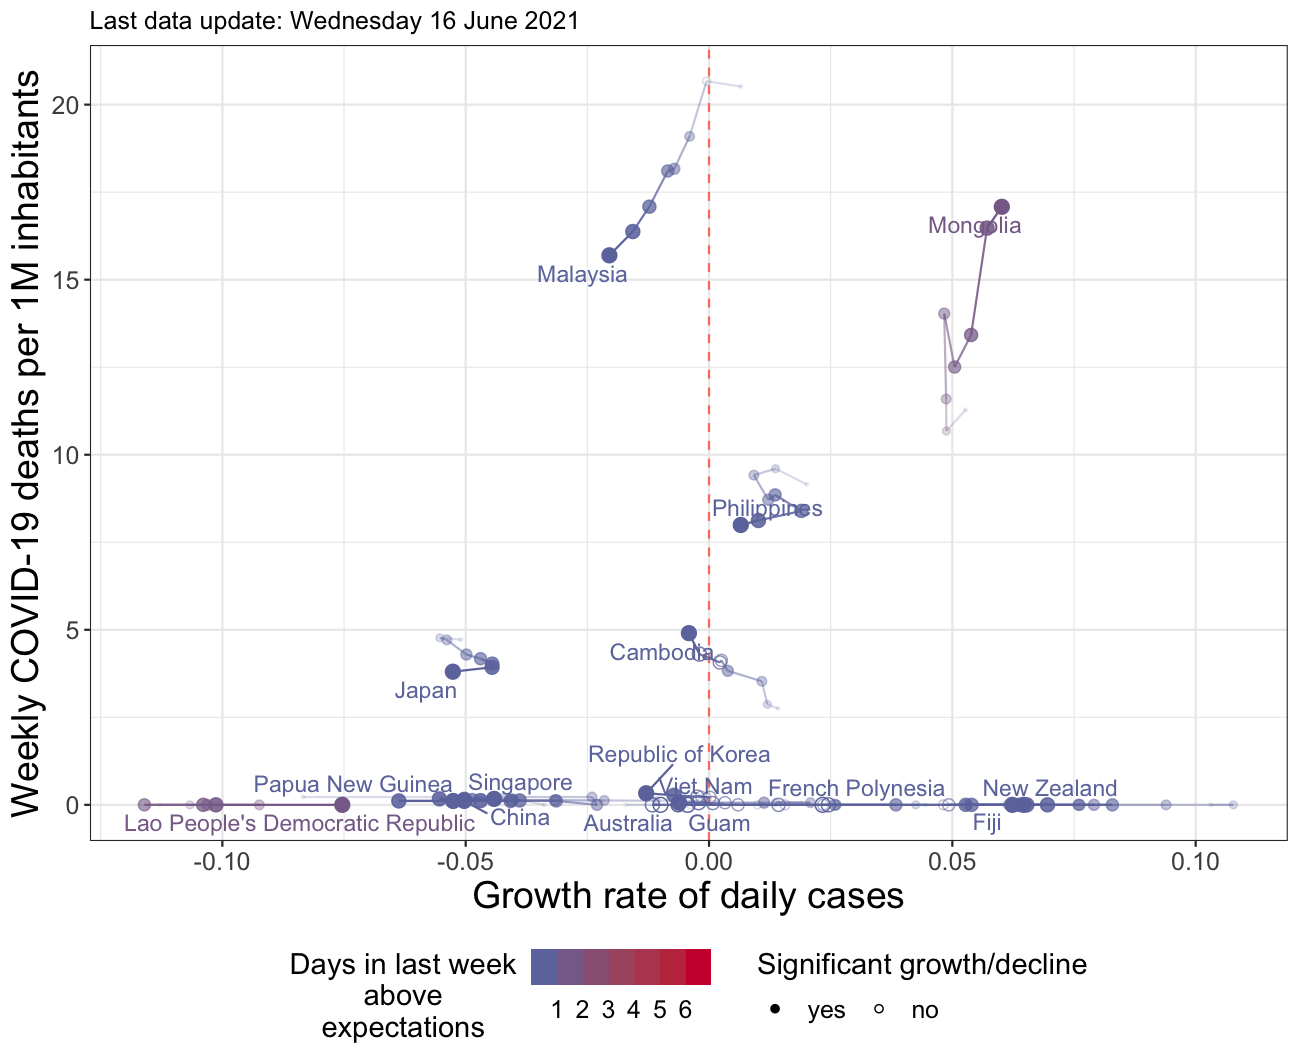 Last data update: Wednesday 16 June 2021
Weekly COVID-19 deaths per 1M inhabitants
20
15
10
5
0
Malaysia
Mongolia
Philippines
Cambodia
Japan
Republic of Korea
Papua New Guinea
Singapore
Viet Nam
French Polynesia
New Zealand
Lao People's Democratic Republic
China
Australia
Guam
Fiji
-0.10
-0.05
0.00
0.05
0.10
Growth rate of daily cases
Days in last week
above
expectations
1 2 3 4 5 6
Significant growth/decline
yes
no